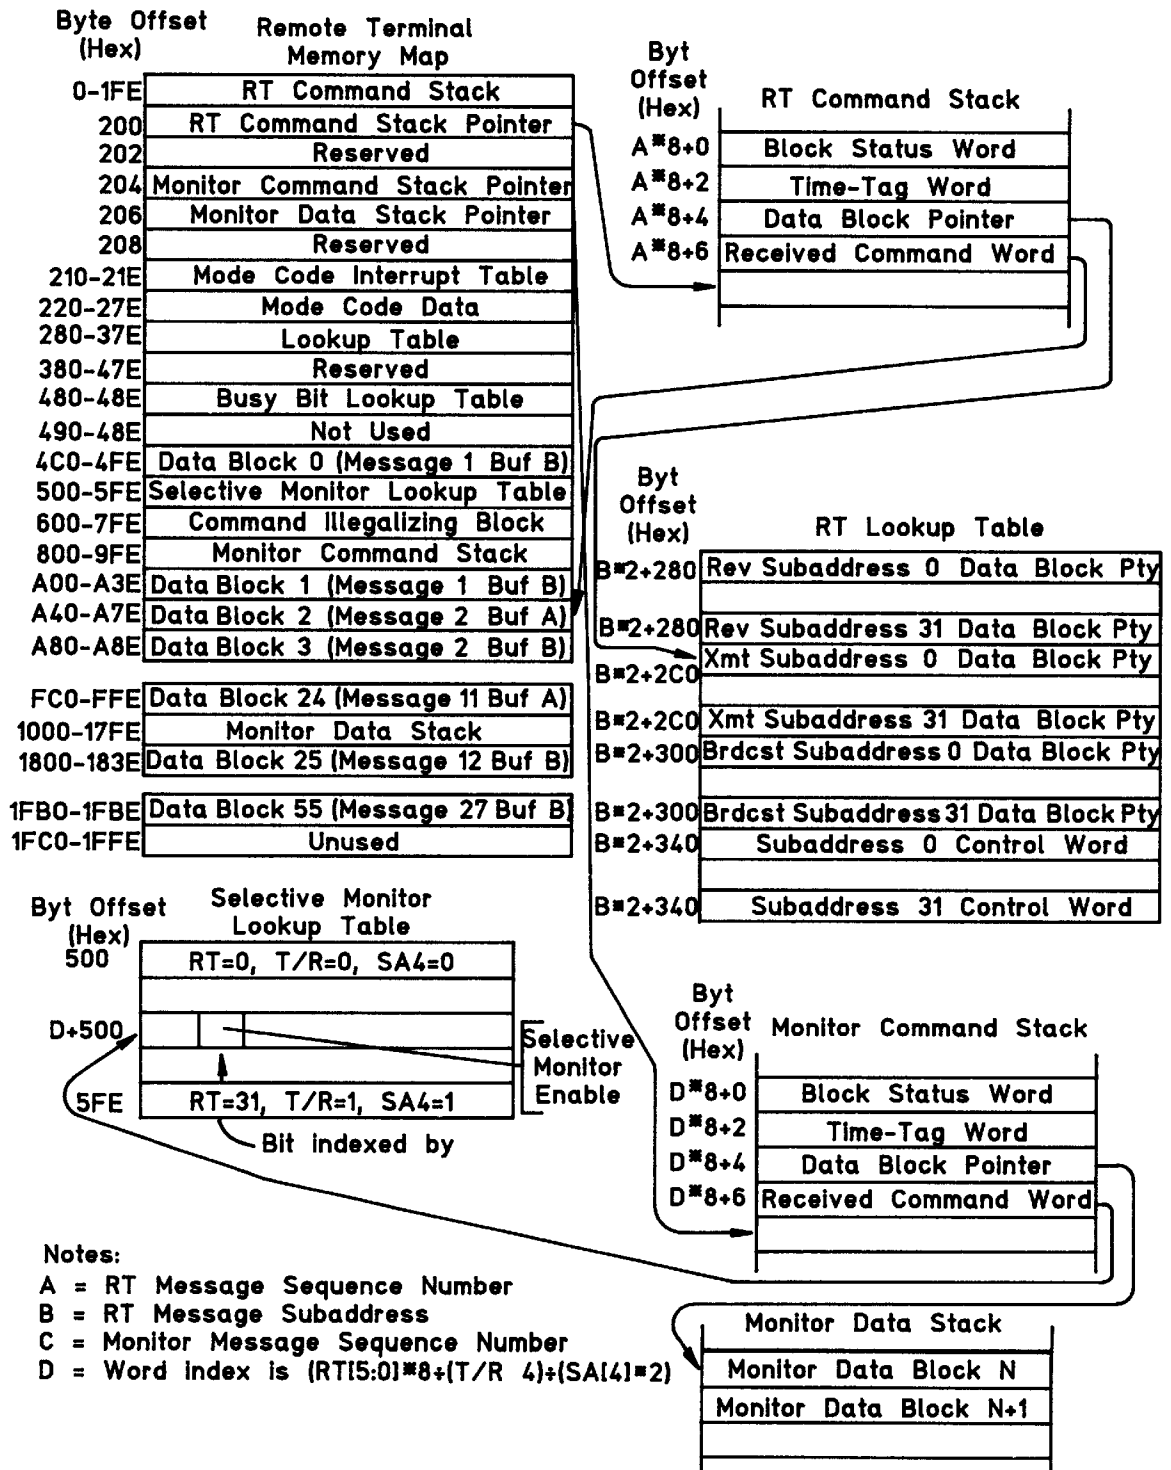 Byte Offset
(Hex)
Remote Terminal
Memory Map
0-1FE RT Command Stack
200 RT Command Stack Pointer
202 Reserved
204 Monitor Command Stack Pointer
206 Monitor Data Stack Pointer
208 Reserved
210-21E Mode Code Interrupt Table
220-27E Mode Code Data
280-37E Lookup Table
380-47E Reserved
480-48E Busy Bit Lookup Table
490-48E Not Used
4C0-4FE Data Block 0 (Message 1 Buf B)
500-5FE Selective Monitor Lookup Table
600-7FE Command Illegalizing Block
800-9FE Monitor Command Stack
A00-A3E Data Block 1 (Message 1 Buf B)
A40-A7E Data Block 2 (Message 2 Buf A)
A80-A8E Data Block 3 (Message 2 Buf B)
FC0-FFE Data Block 24 (Message 11 Buf A)
1000-17FE Monitor Data Stack
1800-183E Data Block 25 (Message 12 Buf B)
1FB0-1FBE Data Block 55 (Message 27 Buf B)
1FC0-1FFE Unused
Byt
Offset
(Hex)
RT Command Stack
A*8+0 Block Status Word
A*8+2 Time-Tag Word
A*8+4 Data Block Pointer
A*8+6 Received Command Word
Byt
Offset
(Hex)
RT Lookup Table
B*2+280 Rev Subaddress 0 Data Block Pty
B*2+280 Rev Subaddress 31 Data Block Pty
B*2+2C0 Xmt Subaddress 0 Data Block Pty
B*2+2C0 Xmt Subaddress 31 Data Block Pty
B*2+300 Brdcst Subaddress 0 Data Block Pty
B*2+300 Brdcst Subaddress 31 Data Block Pty
B*2+340 Subaddress 0 Control Word
B*2+340 Subaddress 31 Control Word
Byt Offset
(Hex)
Selective Monitor
Lookup Table
500 RT=0, T/R=0, SA4=0
D+500
Selective
Monitor
Enable
5FE RT=31, T/R=1, SA4=1
Bit indexed by
Byt
Offset
(Hex)
Monitor Command Stack
D*8+0 Block Status Word
D*8+2 Time-Tag Word
D*8+4 Data Block Pointer
D*8+6 Received Command Word
Notes:
A = RT Message Sequence Number
B = RT Message Subaddress
C = Monitor Message Sequence Number
D = Word index is (RT[5:0]*8+(T/R 4)+(SA[4]*2)
Monitor Data Stack
Monitor Data Block N
Monitor Data Block N+1